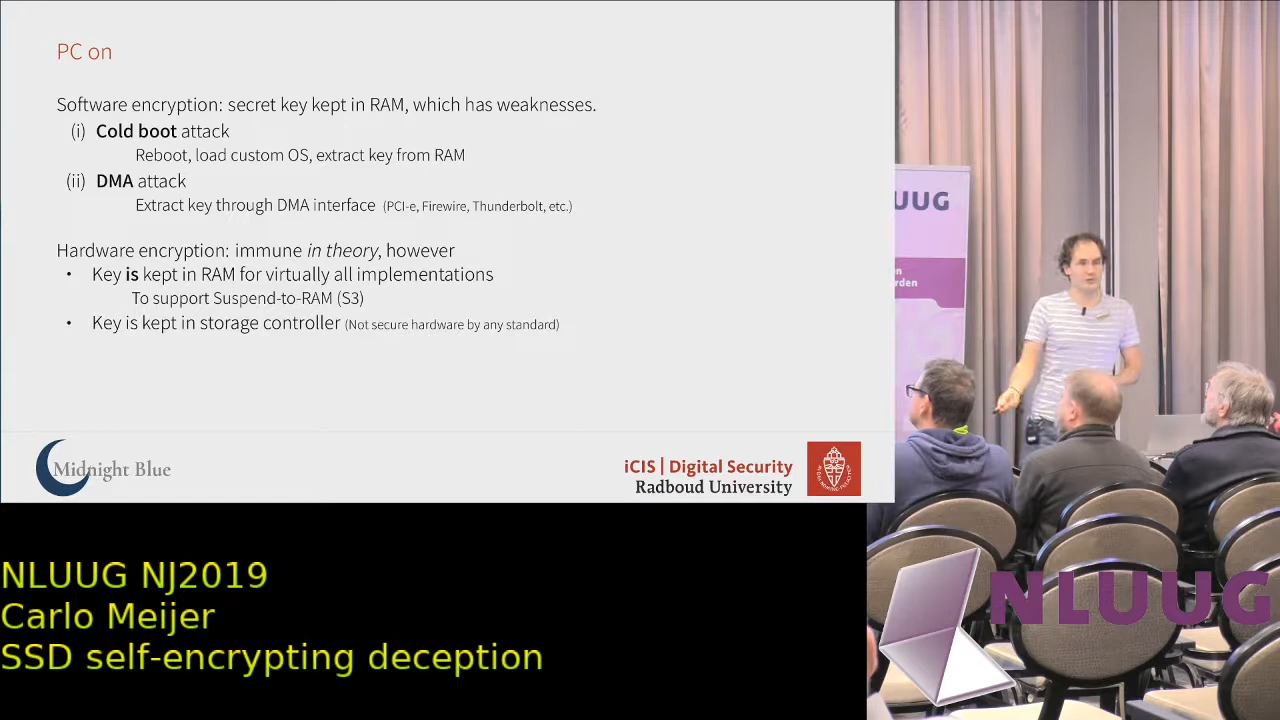 PC on
Software encryption: secret key kept in RAM, which has weaknesses.
(i) Cold boot attack
Reboot, load custom OS, extract key from RAM
(ii) DMA attack
Extract key through DMA interface (PCI-e, Firewire, Thunderbolt, etc.)
Hardware encryption: immune in theory, however
• Key is kept in RAM for virtually all implementations
To support Suspend-to-RAM (S3)
• Key is kept in storage controller (Not secure hardware by any standard)
Midnight Blue
iCIS | Digital Security
Radboud University
UUG
en
rden
NLUUG NJ2019
Carlo Meijer
SSD self-encrypting deception
NLUUG